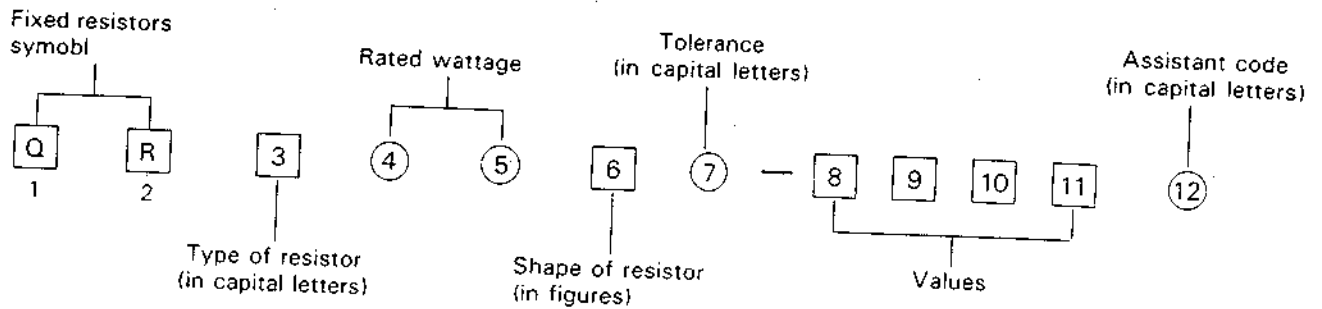 Fixed resistors
symobl
Rated wattage
Tolerance
(in capital letters)
Assistant code
(in capital letters)
Q R 3 4 5 6 7 — 8 9 10 11 12
1 2
Type of resistor
(in capital letters)
Shape of resistor
(in figures)
Values